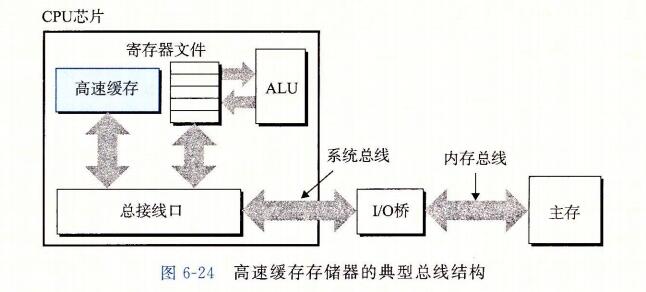 CPU芯片
寄存器文件
高速缓存
ALU
系统总线
内存总线
总接线口
I/O桥
主存
图 6-24 高速缓存存储器的典型总线结构